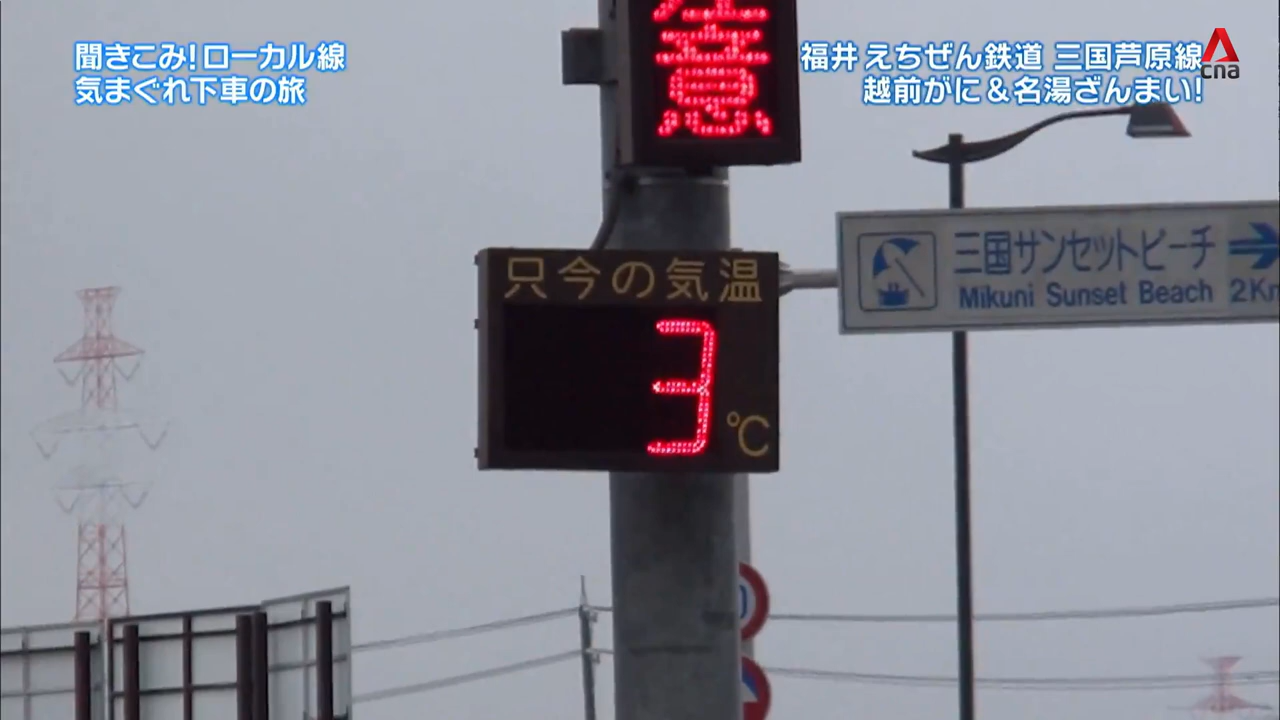 聞きこみ!ローカル線
気まぐれ下車の旅
福井 えちぜん鉄道 三国芦原線
越前がに&名湯ざんまい!
cna
注意
只今の気温
3
℃
三国サンセットビーチ
Mikuni Sunset Beach 2Km